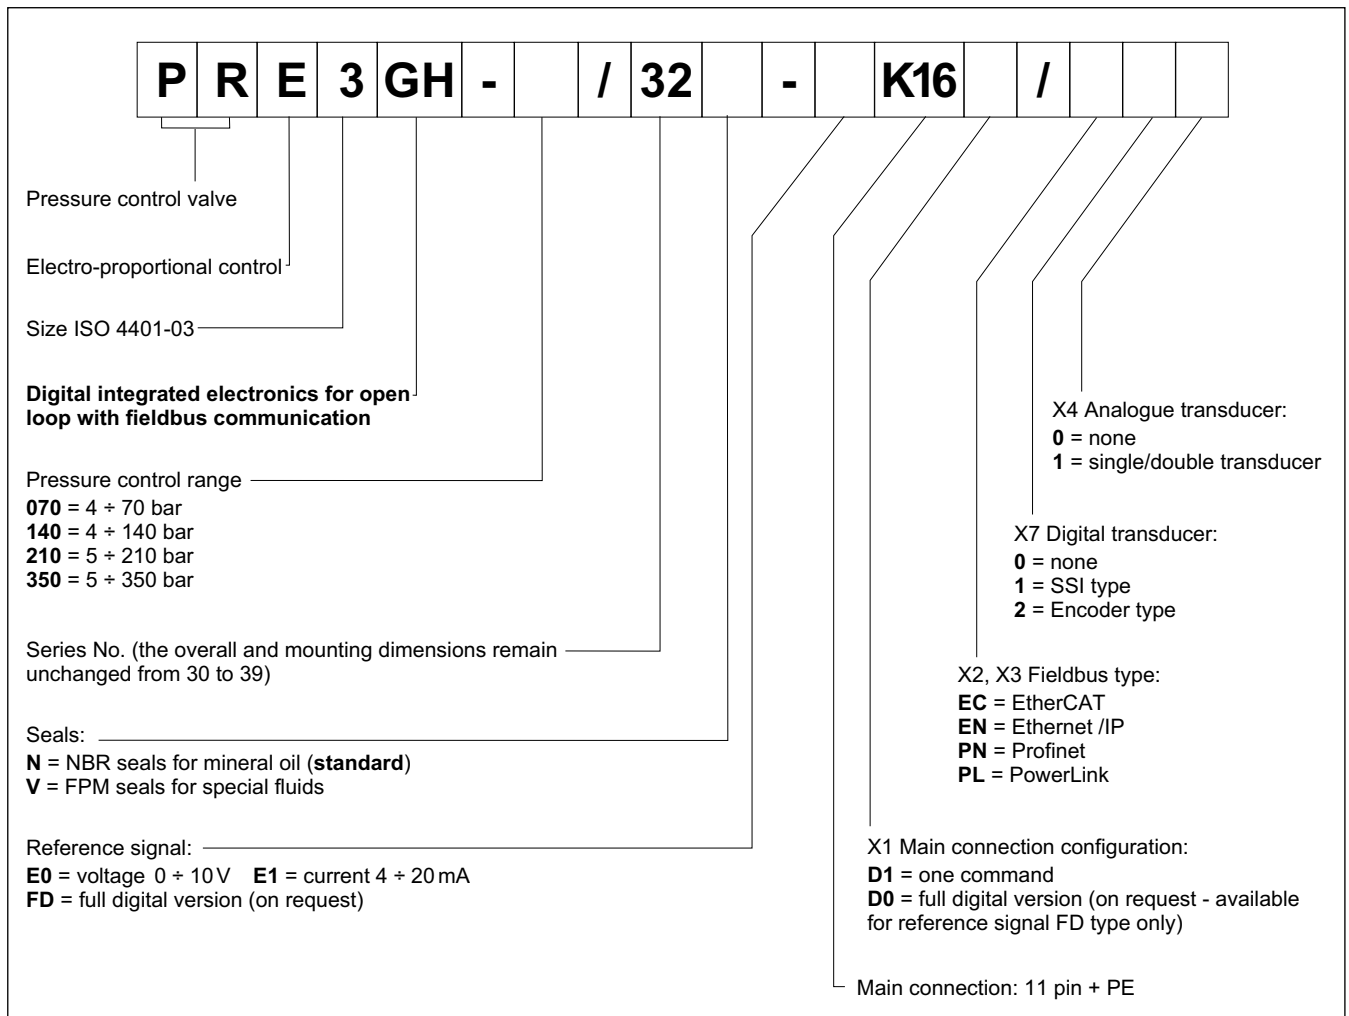 P R E 3 GH - / 32 - K16 /
Pressure control valve
Electro-proportional control
Size ISO 4401-03
Digital integrated electronics for open
loop with fieldbus communication
Pressure control range
070 = 4 ÷ 70 bar
140 = 4 ÷ 140 bar
210 = 5 ÷ 210 bar
350 = 5 ÷ 350 bar
Series No. (the overall and mounting dimensions remain
unchanged from 30 to 39)
Seals:
N = NBR seals for mineral oil (standard)
V = FPM seals for special fluids
Reference signal:
E0 = voltage 0 ÷ 10 V E1 = current 4 ÷ 20 mA
FD = full digital version (on request)
X4 Analogue transducer:
0 = none
1 = single/double transducer
X7 Digital transducer:
0 = none
1 = SSI type
2 = Encoder type
X2, X3 Fieldbus type:
EC = EtherCAT
EN = Ethernet /IP
PN = Profinet
PL = PowerLink
X1 Main connection configuration:
D1 = one command
D0 = full digital version (on request - available
for reference signal FD type only)
Main connection: 11 pin + PE